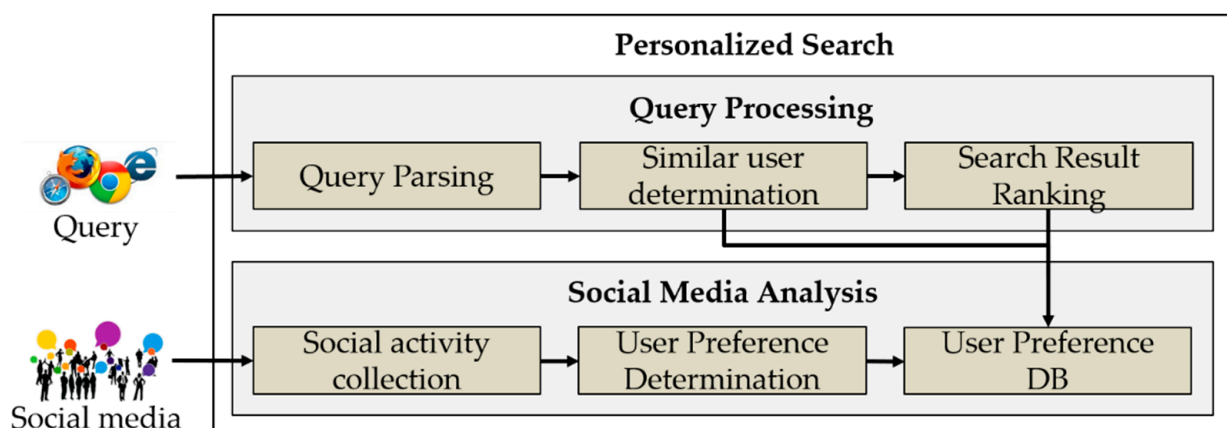 Personalized Search
Query Processing
Query Parsing
Similar user
determination
Search Result
Ranking
Query
Social Media Analysis
Social activity
collection
User Preference
Determination
User Preference
DB
Social media